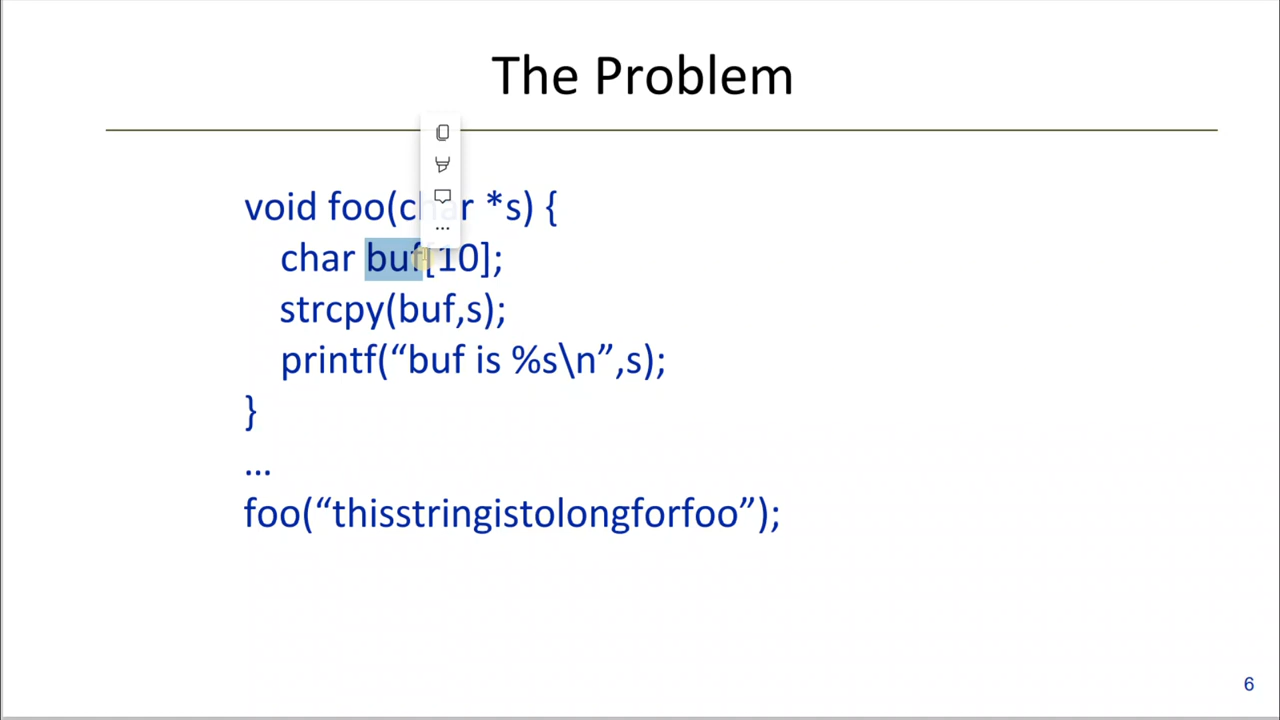 The Problem
void foo(char *s) {
char buf[10];
strcpy(buf,s);
printf(“buf is %s\n”,s);
}
...
foo(“thisstringistolongforfoo”);
6